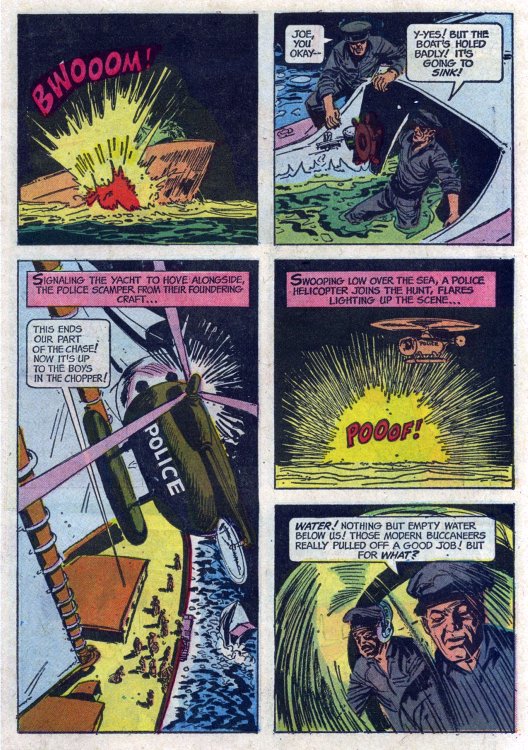 BWOOOM!
JOE,
YOU
OKAY--
Y-YES! BUT THE
BOAT'S HOLED
BADLY! IT'S
GOING TO
SINK!
SIGNALING THE YACHT TO HOVE ALONGSIDE,
THE POLICE SCAMPER FROM THEIR FOUNDERING
CRAFT...
THIS ENDS
OUR PART
OF THE CHASE!
NOW IT'S UP
TO THE BOYS
IN THE CHOPPER!
POLICE
SWOOPING LOW OVER THE SEA, A POLICE
HELICOPTER JOINS THE HUNT, FLARES
LIGHTING UP THE SCENE...
POLICE
POOOF!
WATER! NOTHING BUT EMPTY WATER
BELOW US! THOSE MODERN BUCCANEERS
REALLY PULLED OFF A GOOD JOB! BUT
FOR WHAT?